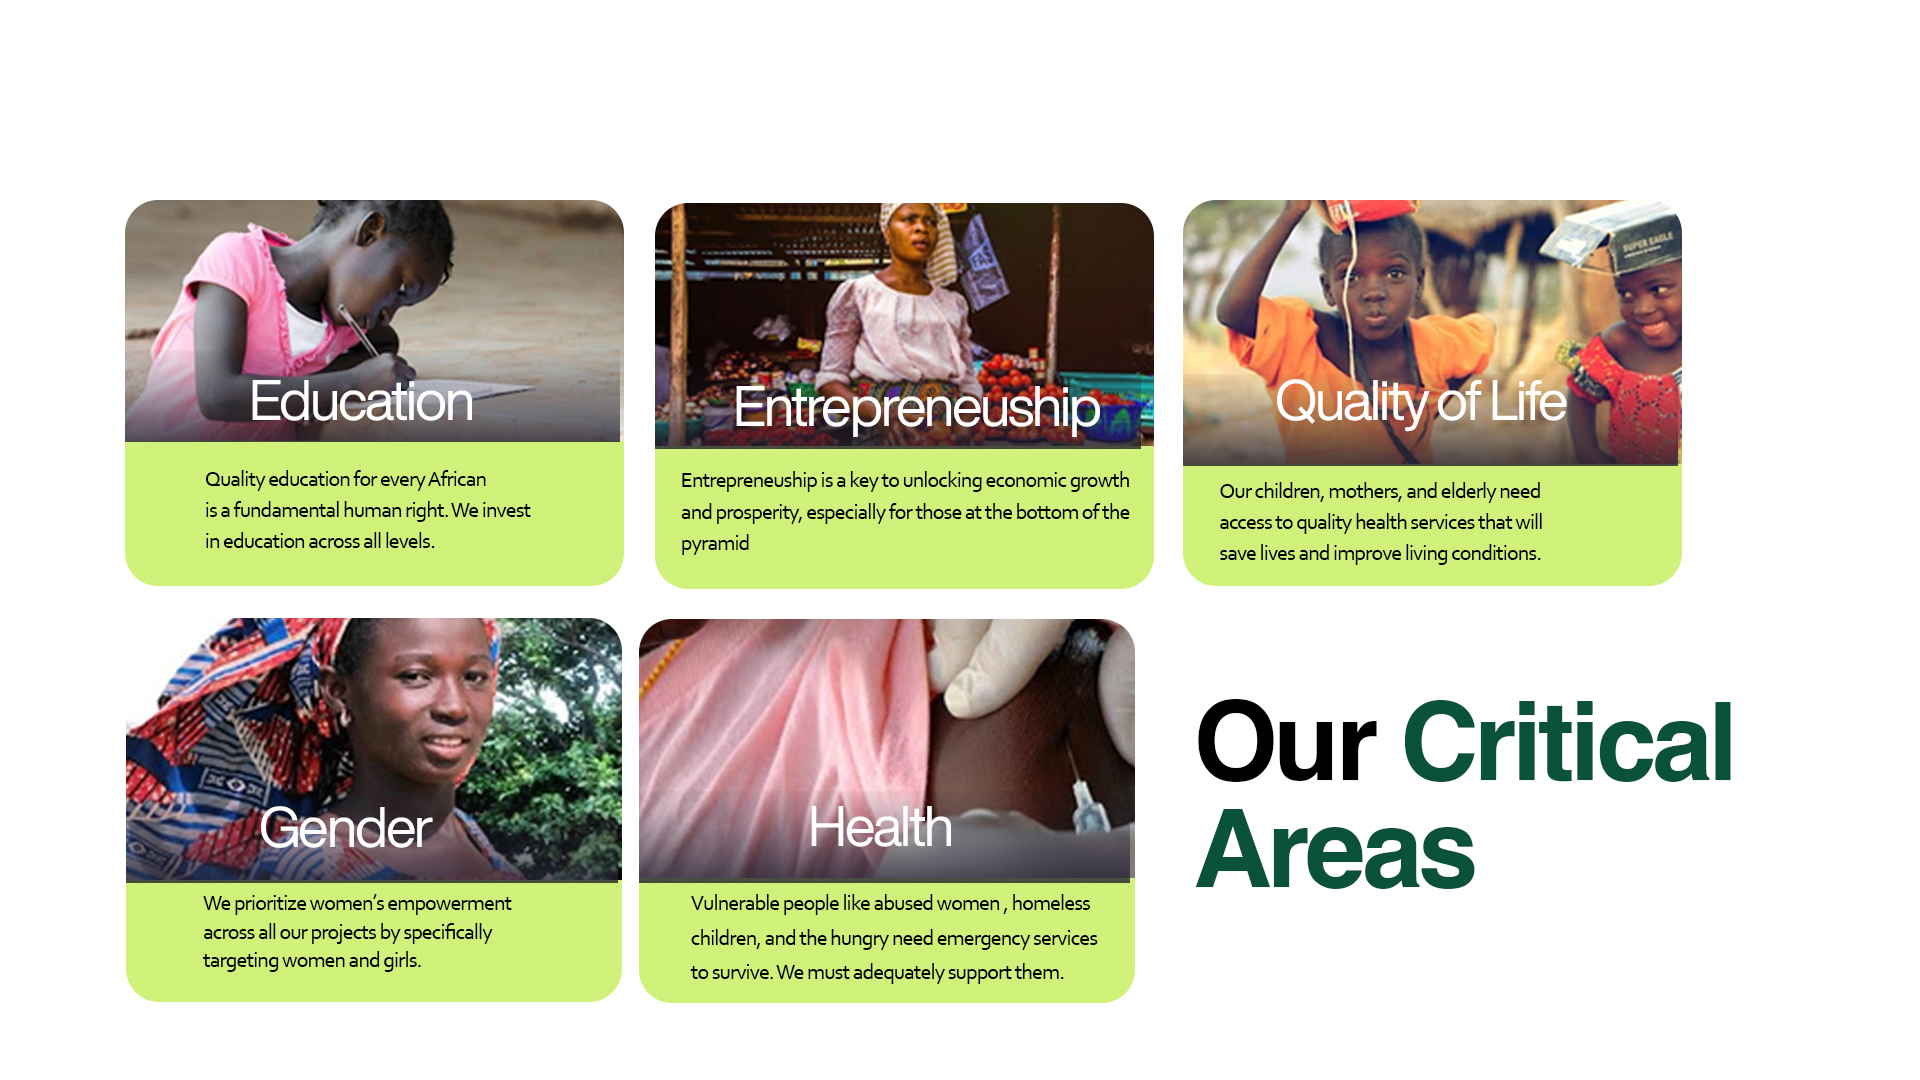 Education
Quality education for every African
is a fundamental human right. We invest
in education across all levels.
Entrepreneuship
Entrepreneuship is a key to unlocking economic growth
and prosperity, especially for those at the bottom of the
pyramid
SUPER EAGLE
Quality of Life
Our children, mothers, and elderly need
access to quality health services that will
save lives and improve living conditions.
Gender
We prioritize women’s empowerment
across all our projects by specifically
targeting women and girls.
Health
Vulnerable people like abused women , homeless
children, and the hungry need emergency services
to survive. We must adequately support them.
Our Critical
Areas